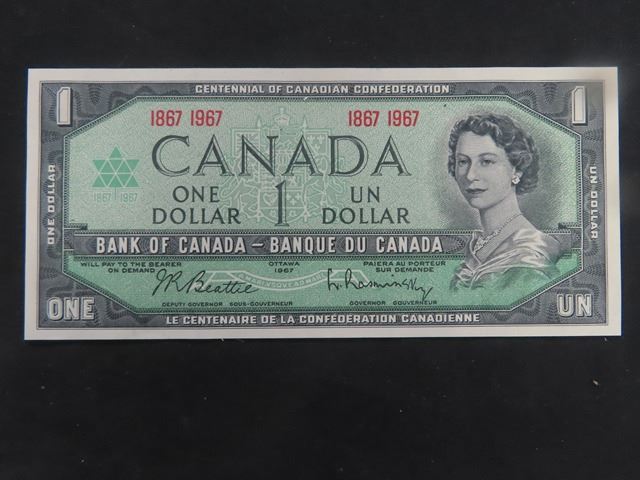 CENTENNIAL OF CANADIAN CONFEDERATION
1 1
1867 1967 1867 1967
CANADA
1867 1967
ONE 1 UN
DOLLAR DOLLAR
ONE DOLLAR
UN DOLLAR
BANK OF CANADA – BANQUE DU CANADA
WILL PAY TO THE BEARER OTTAWA PAIERA AU PORTEUR
ON DEMAND 1967 SUR DEMANDE
J.R. Beattie L. Rasminsky
DEPUTY GOVERNOR SOUS-GOUVERNEUR GOVERNOR GOUVERNEUR
ONE UN
LE CENTENAIRE DE LA CONFÉDÉRATION CANADIENNE